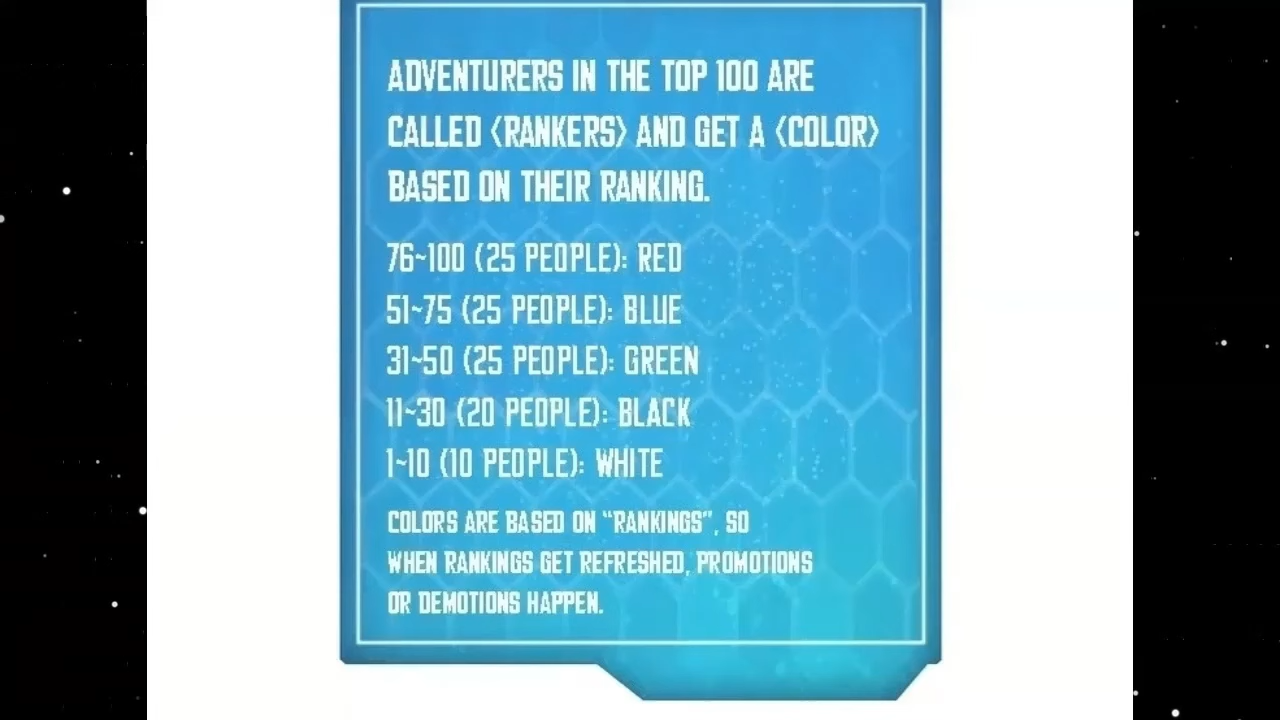 ADVENTURERS IN THE TOP 100 ARE
CALLED <RANKERS> AND GET A <COLOR>
BASED ON THEIR RANKING.
76~100 (25 PEOPLE): RED
51~75 (25 PEOPLE): BLUE
31~50 (25 PEOPLE): GREEN
11~30 (20 PEOPLE): BLACK
1~10 (10 PEOPLE): WHITE
COLORS ARE BASED ON "RANKINGS", SO
WHEN RANKINGS GET REFRESHED, PROMOTIONS
OR DEMOTIONS HAPPEN.